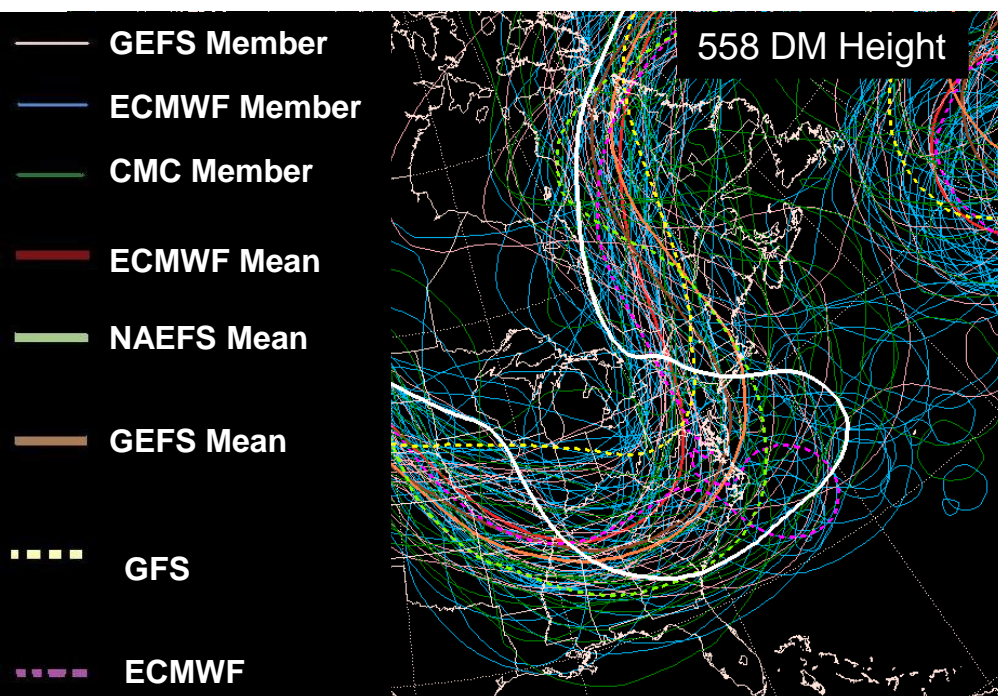 GEFS Member
ECMWF Member
CMC Member
ECMWF Mean
NAEFS Mean
GEFS Mean
GFS
ECMWF
558 DM Height